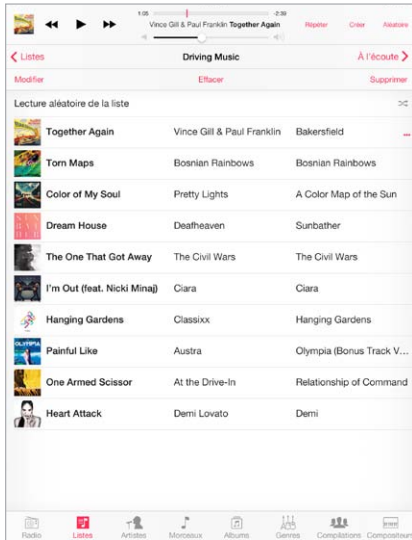 1:05 -2:39
Vince Gill & Paul Franklin Together Again Répéter Créer Aléatoire
Listes Driving Music À l'écoute
Modifier Effacer Supprimer
Lecture aléatoire de la liste
Together Again Vince Gill & Paul Franklin Bakersfield
Torn Maps Bosnian Rainbows Bosnian Rainbows
Color of My Soul Pretty Lights A Color Map of the Sun
Dream House Deafheaven Sunbather
The One That Got Away The Civil Wars The Civil Wars
I'm Out (feat. Nicki Minaj) Ciara Ciara
Hanging Gardens Classixx Hanging Gardens
OLYMPIA
Painful Like Austra Olympia (Bonus Track V...
One Armed Scissor At the Drive-In Relationship of Command
Heart Attack Demi Lovato Demi
Radio Listes Artistes Morceaux Albums Genres Compilations Compositeurs